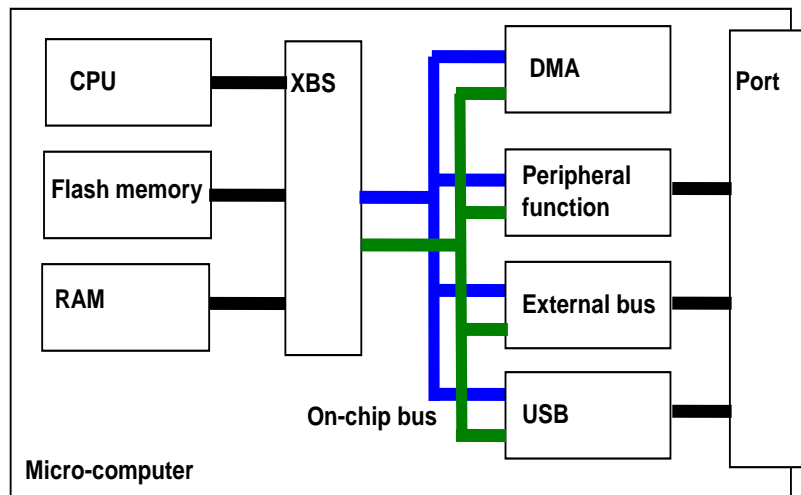 CPU
XBS
DMA
Port
Flash memory
Peripheral
function
RAM
External bus
On-chip bus
USB
Micro-computer